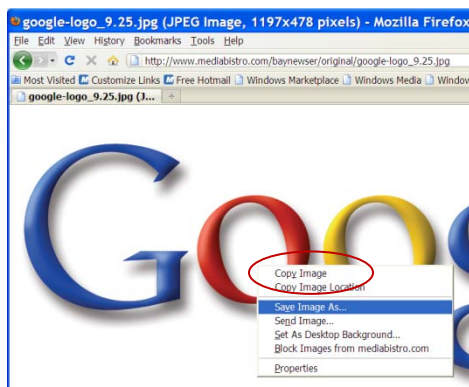 google-logo_9.25.jpg (JPEG Image, 1197x478 pixels) - Mozilla Firefox
File Edit View History Bookmarks Tools Help
http://www.mediabistro.com/baynewser/original/google-logo_9.25.jpg
Most Visited Customize Links Free Hotmail Windows Marketplace Windows Media Window
google-logo_9.25.jpg (J...
Goo
Copy Image
Copy Image Location
Save Image As...
Send Image...
Set As Desktop Background...
Block Images from mediabistro.com
Properties